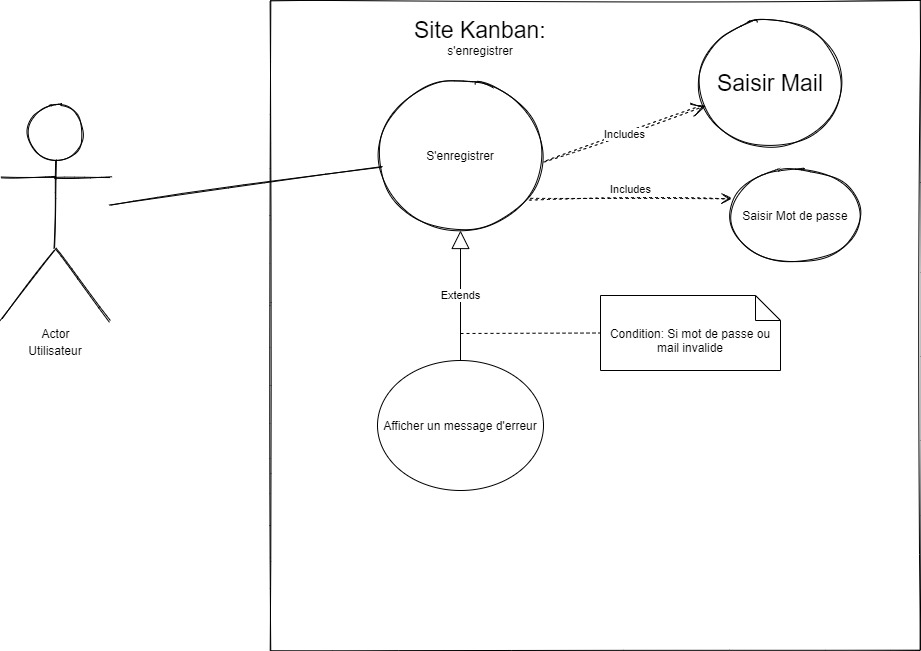 Site Kanban:
s'enregistrer
Saisir Mail
Includes
S'enregistrer
Includes
Saisir Mot de passe
Extends
Actor
Utilisateur
Condition: Si mot de passe ou
mail invalide
Afficher un message d'erreur